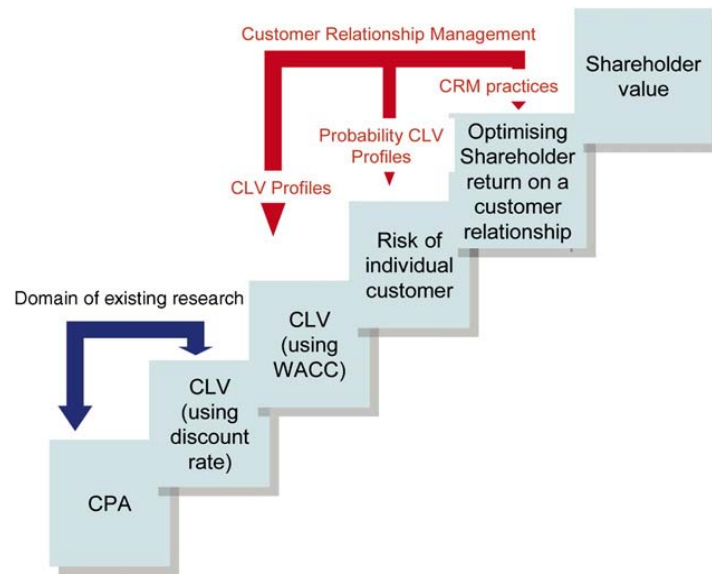 Customer Relationship Management
Shareholder
value
CRM practices
Probability CLV
Profiles
Optimising
Shareholder
return on a
customer
relationship
CLV Profiles
Risk of
individual
customer
Domain of existing research
CLV
(using
WACC)
CLV
(using
discount
rate)
CPA